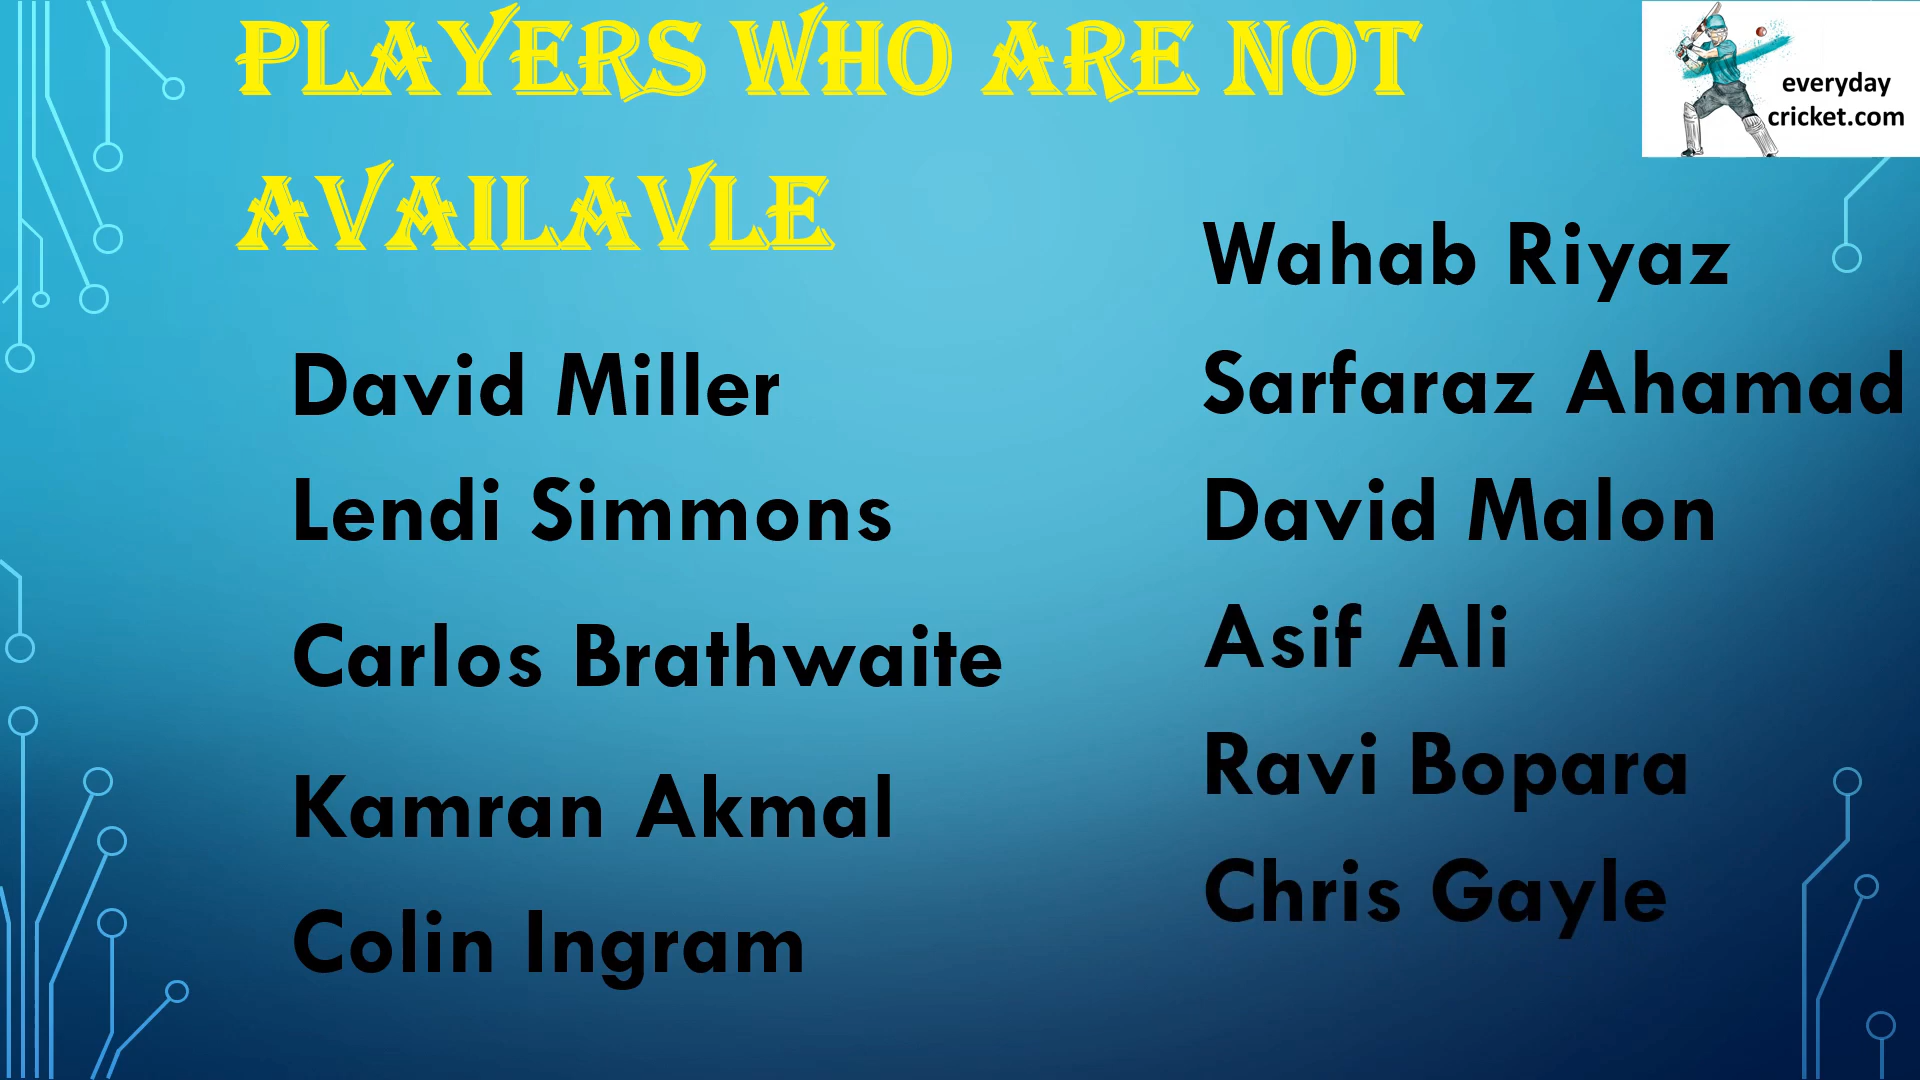 PLAYERS WHO ARE NOT
AVAILAVLE
everyday
cricket.com
David Miller
Lendi Simmons
Carlos Brathwaite
Kamran Akmal
Colin Ingram
Wahab Riyaz
Sarfaraz Ahamad
David Malon
Asif Ali
Ravi Bopara
Chris Gayle